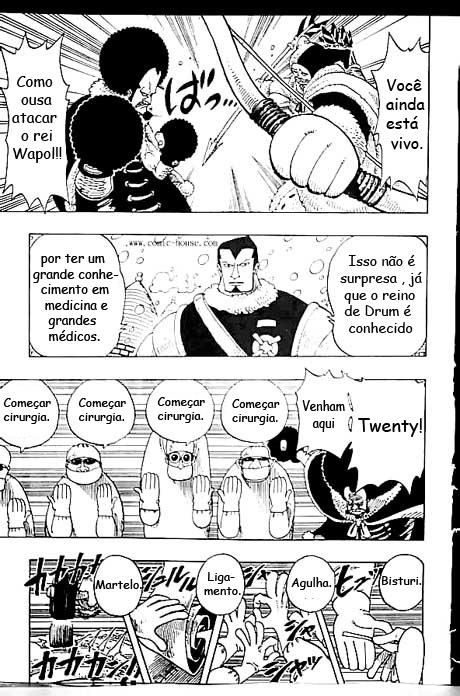 Você
ainda
está
vivo.
Como
ousa
atacar
o rei
Wapol!!
ばっ
www.comic-house.com
Isso não é
surpresa , já
que o reino
de Drum é
conhecido
por ter um
grande conhe-
cimento em
medicina e
grandes
médicos.
Twenty!
Venham
aqui
Começar
cirurgia.
Começar
cirurgia.
Começar
cirurgia.
Começar
cirurgia.
Bisturi.
Agulha.
Liga-
mento.
Martelo.